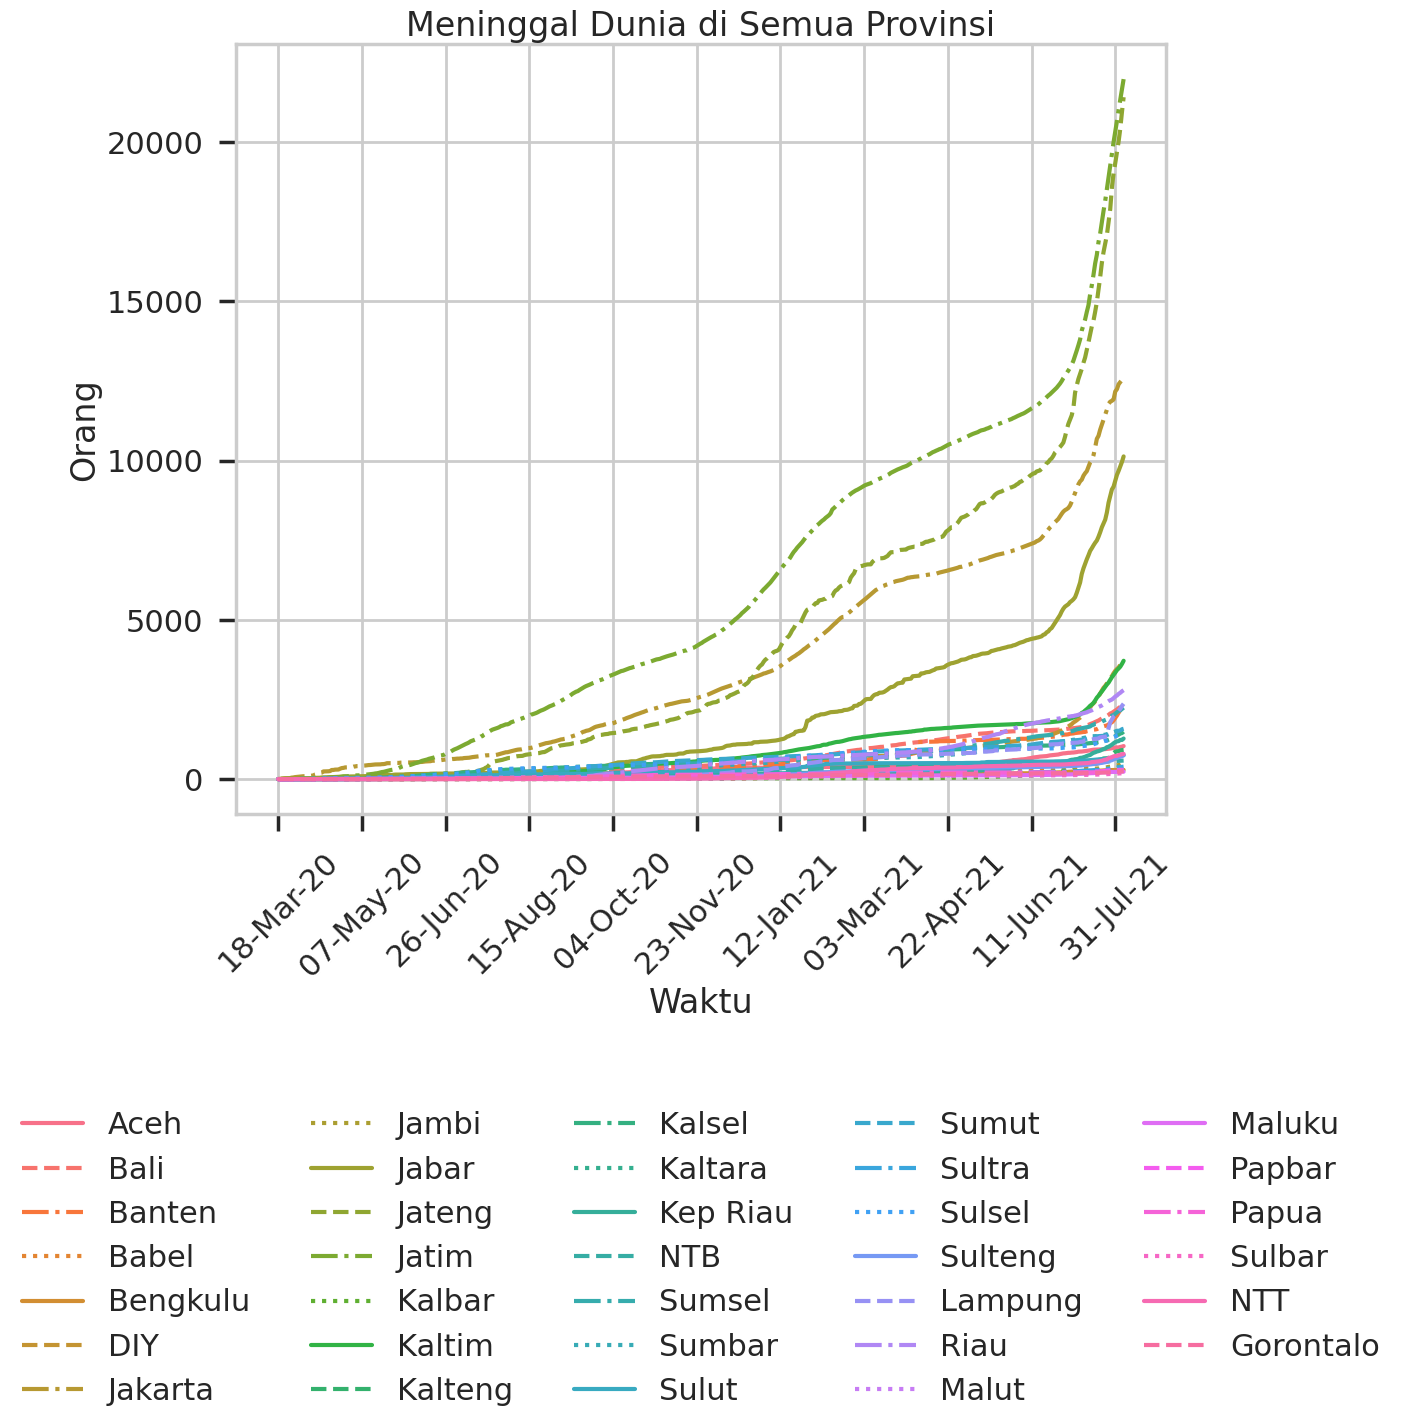 Meninggal Dunia di Semua Provinsi
20000
15000
10000
5000
0
Orang
18-Mar-20
07-May-20
26-Jun-20
15-Aug-20
04-Oct-20
23-Nov-20
12-Jan-21
03-Mar-21
22-Apr-21
11-Jun-21
31-Jul-21
Waktu
Aceh
Bali
Banten
Babel
Bengkulu
DIY
Jakarta
Jambi
Jabar
Jateng
Jatim
Kalbar
Kaltim
Kalteng
Kalsel
Kaltara
Kep Riau
NTB
Sumsel
Sumbar
Sulut
Sumut
Sultra
Sulsel
Sulteng
Lampung
Riau
Malut
Maluku
Papbar
Papua
Sulbar
NTT
Gorontalo